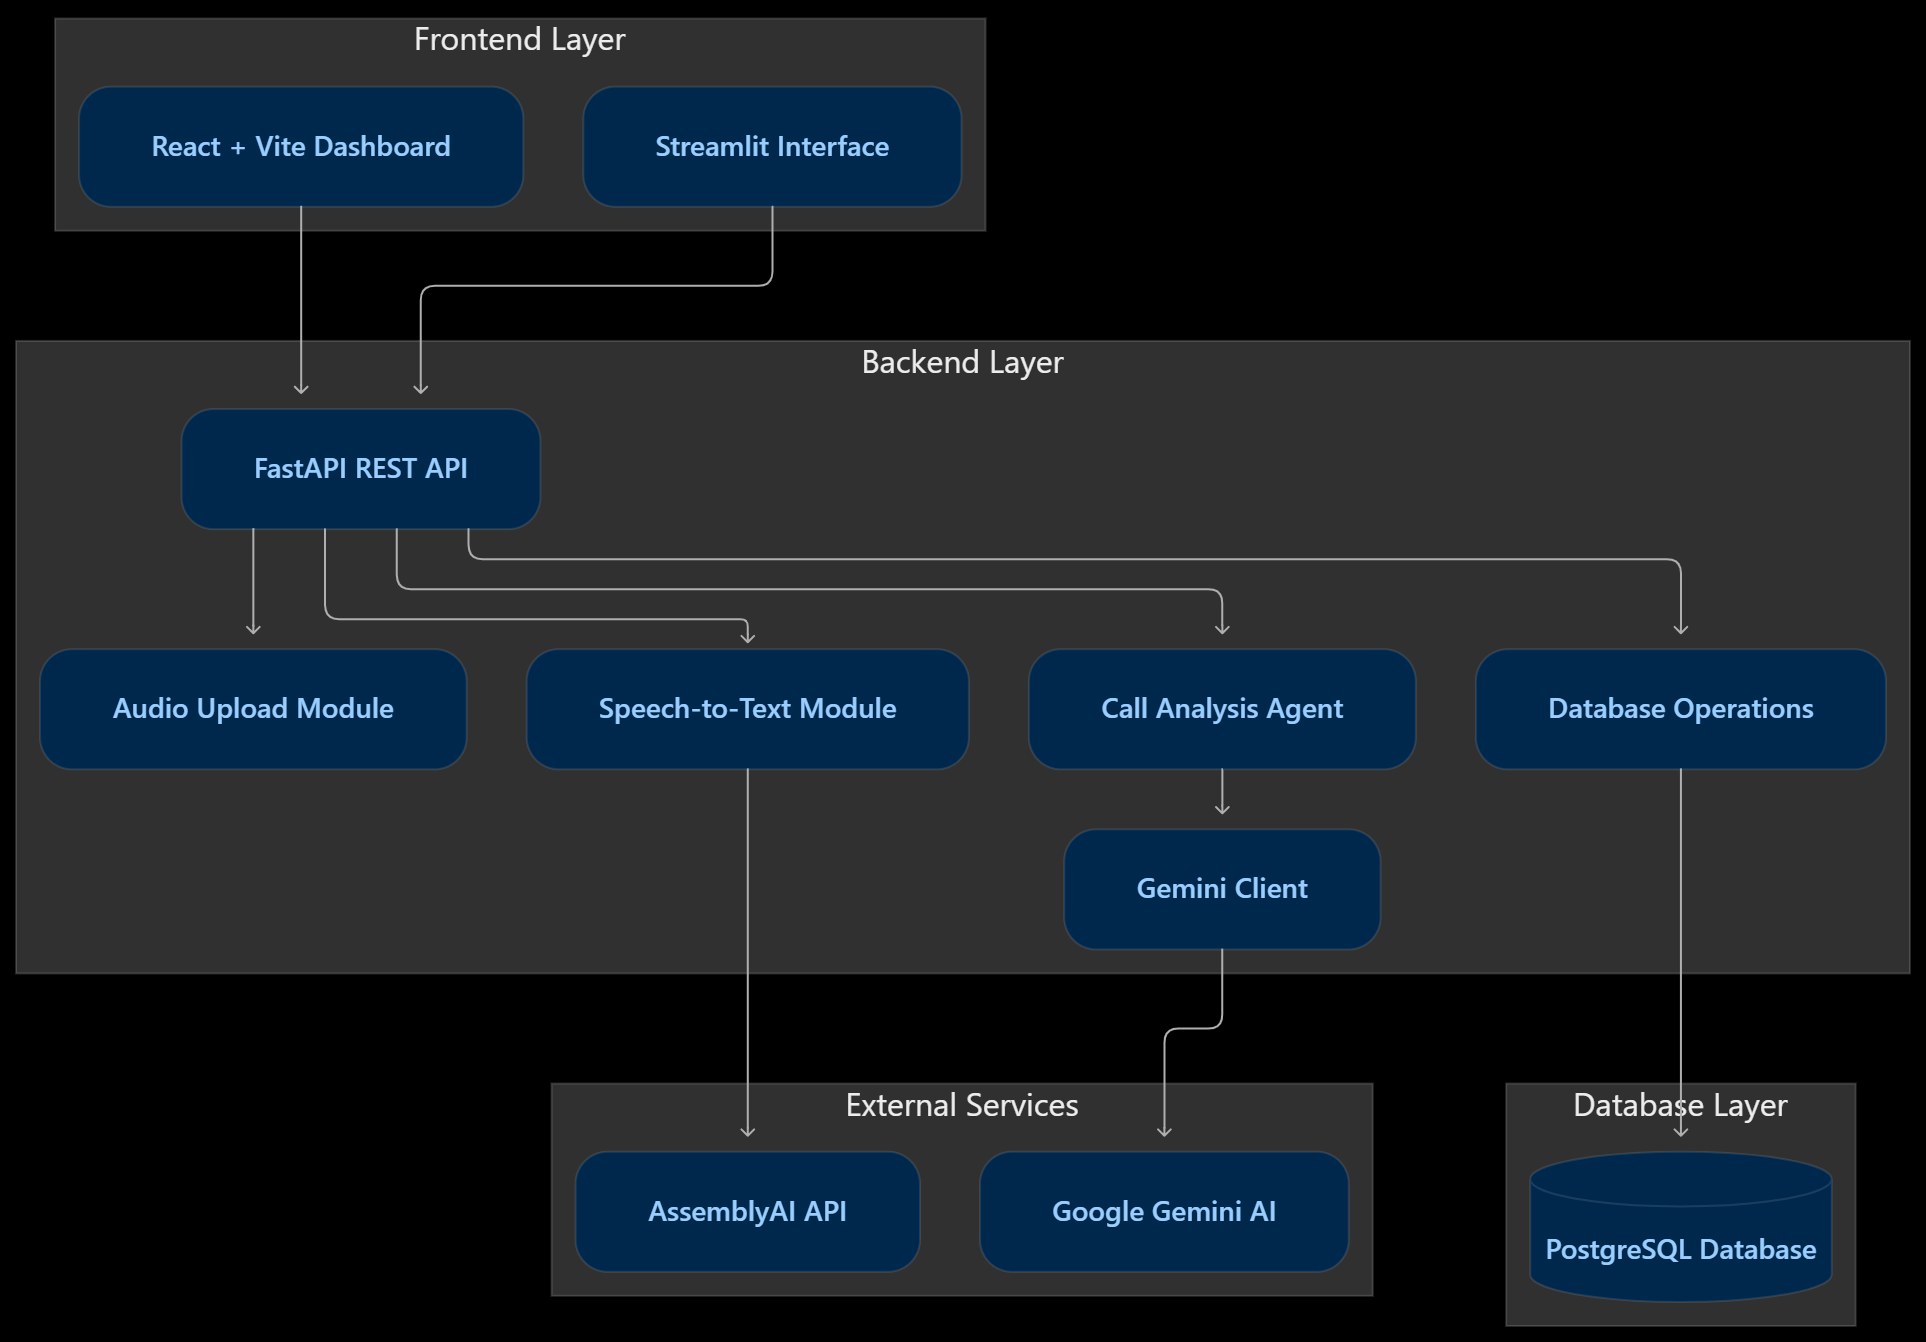 Frontend Layer
React + Vite Dashboard
Streamlit Interface
Backend Layer
FastAPI REST API
Audio Upload Module
Speech-to-Text Module
Call Analysis Agent
Database Operations
Gemini Client
External Services
Database Layer
AssemblyAI API
Google Gemini AI
PostgreSQL Database